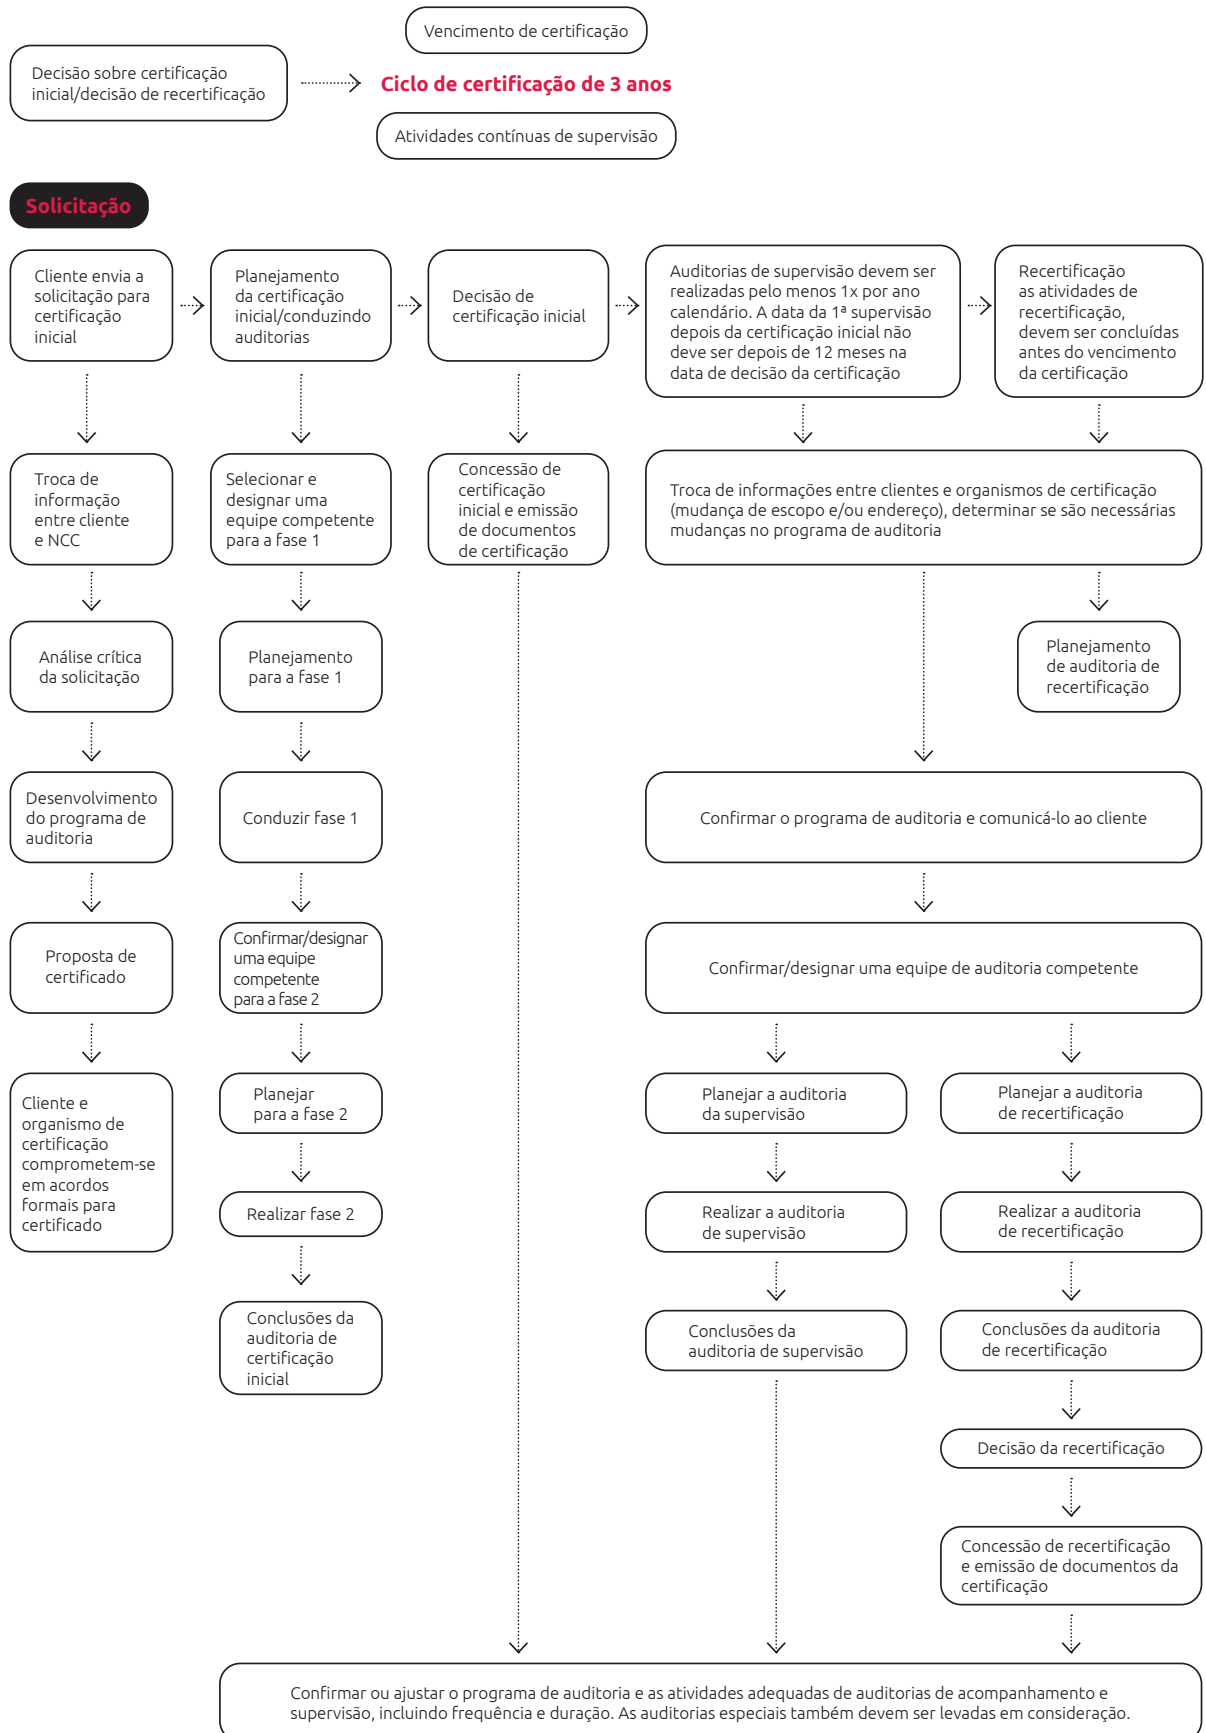 Vencimento de certificação
Decisão sobre certificação
inicial/decisão de recertificação
Ciclo de certificação de 3 anos
Atividades contínuas de supervisão
Solicitação
Cliente envia a
solicitação para
certificação
inicial
Planejamento
da certificação
inicial/conduzindo
auditorias
Decisão de
certificação inicial
Auditorias de supervisão devem ser
realizadas pelo menos 1x por ano
calendário. A data da 1ª supervisão
depois da certificação inicial não
deve ser depois de 12 meses na
data de decisão da certificação
Recertificação
as atividades de
recertificação,
devem ser concluídas
antes do vencimento
da certificação
Troca de
informação
entre cliente
e NCC
Selecionar e
designar uma
equipe competente
para a fase 1
Concessão de
certificação
inicial e emissão
de documentos
de certificação
Troca de informações entre clientes e organismos de certificação
(mudança de escopo e/ou endereço), determinar se são necessárias
mudanças no programa de auditoria
Análise crítica
da solicitação
Planejamento
para a fase 1
Planejamento
de auditoria de
recertificação
Desenvolvimento
do programa de
auditoria
Conduzir fase 1
Confirmar o programa de auditoria e comunicá-lo ao cliente
Proposta de
certificado
Confirmar/designar
uma equipe
competente
para a fase 2
Confirmar/designar uma equipe de auditoria competente
Cliente e
organismo de
certificação
comprometem-se
em acordos
formais para
certificado
Planejar
para a fase 2
Planejar a auditoria
da supervisão
Planejar a auditoria
de recertificação
Realizar fase 2
Realizar a auditoria
de supervisão
Realizar a auditoria
de recertificação
Conclusões da
auditoria de
certificação
inicial
Conclusões da
auditoria de supervisão
Conclusões da auditoria
de recertificação
Decisão da recertificação
Concessão de recertificação
e emissão de documentos da
certificação
Confirmar ou ajustar o programa de auditoria e as atividades adequadas de auditorias de acompanhamento e
supervisão, incluindo frequência e duração. As auditorias especiais também devem ser levadas em consideração.